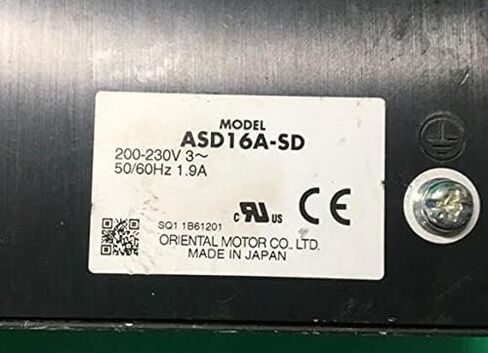 MODEL
ASD16A-SD
200-230V 3~
50/60Hz 1.9A
c RU US CE
SQ1 1B61201
ORIENTAL MOTOR CO., LTD.
MADE IN JAPAN